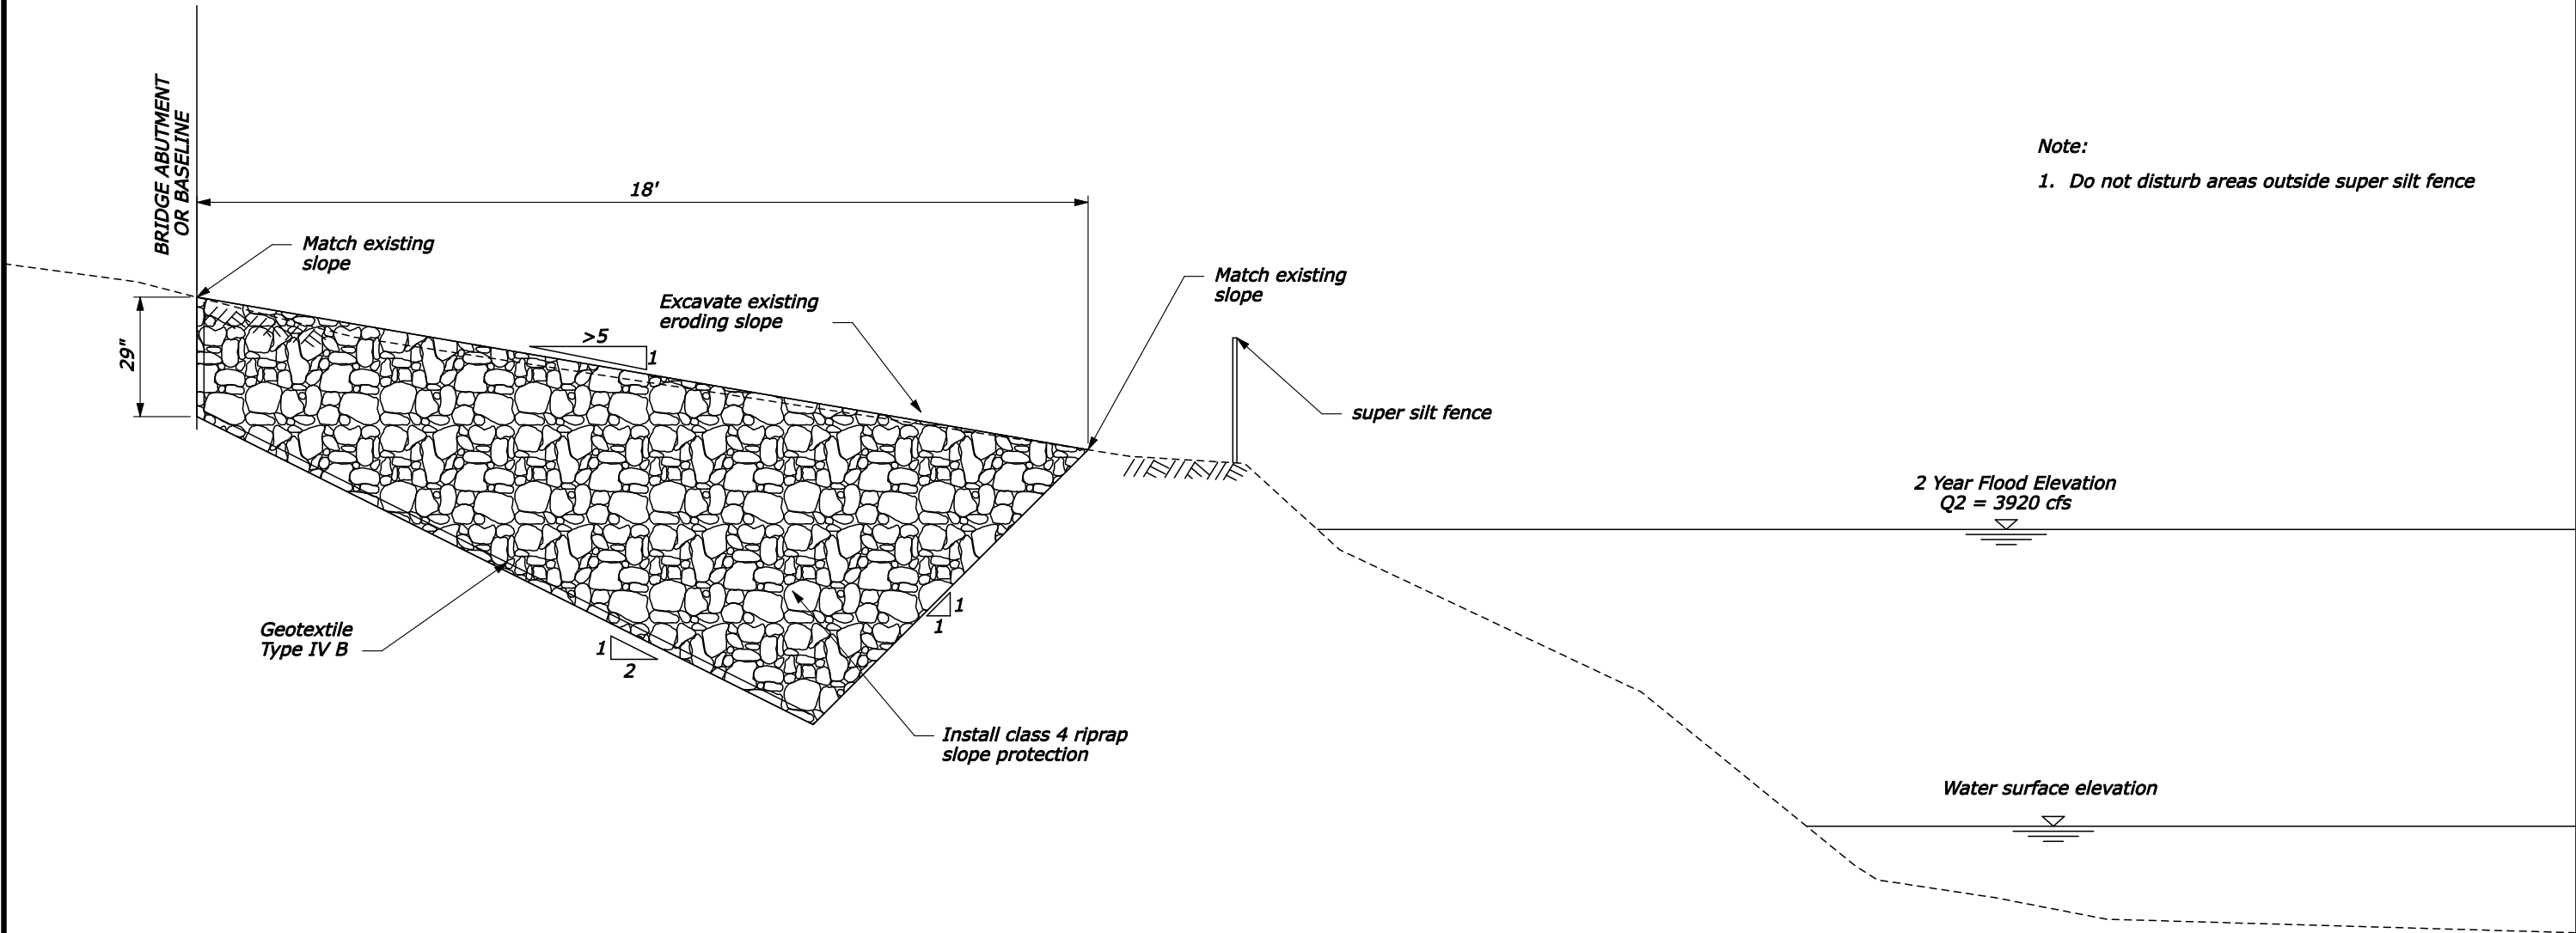 BRIDGE ABUTMENT
OR BASELINE
18'
Note:
1. Do not disturb areas outside super silt fence
Match existing
slope
Match existing
slope
Excavate existing
eroding slope
>5
1
29"
super silt fence
2 Year Flood Elevation
Q2 = 3920 cfs
1
1
Geotextile
Type IV B
1
2
Install class 4 riprap
slope protection
Water surface elevation